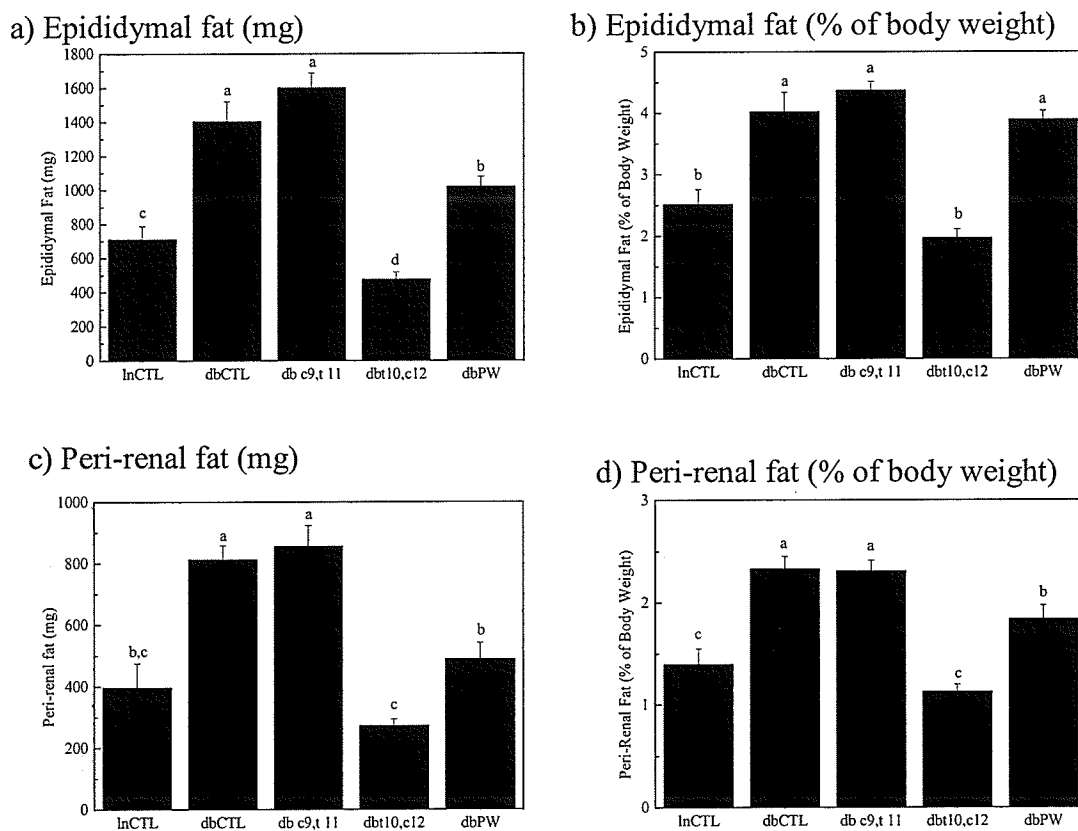 a) Epididymal fat (mg)
1800
1600
1400
1200
1000
800
600
400
200
0
Epididymal Fat (mg)
c
a
a
d
b
lnCTL dbCTL db c9,t 11 dbt10,c12 dbPW
b) Epididymal fat (% of body weight)
5
4
3
2
1
0
Epididymal Fat (% of Body Weight)
b
a
a
b
a
lnCTL dbCTL db c9,t 11 dbt10,c12 dbPW
c) Peri-renal fat (mg)
1000
800
600
400
200
0
Peri-renal fat (mg)
b,c
a
a
c
b
lnCTL dbCTL db c9,t 11 dbt10,c12 dbPW
d) Peri-renal fat (% of body weight)
3
2
1
0
Peri-Renal Fat (% of Body Weight)
c
a
a
c
b
lnCTL dbCTL db c9,t 11 dbt10,c12 dbPW